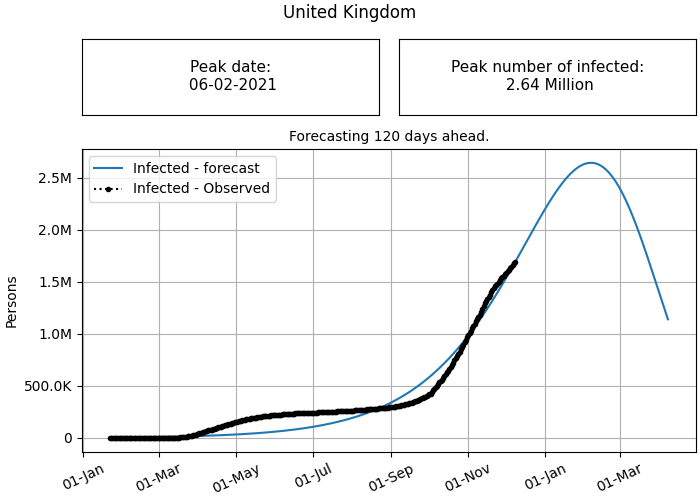 United Kingdom
Peak date:
06-02-2021
Peak number of infected:
2.64 Million
Forecasting 120 days ahead.
Infected - forecast
Infected - Observed
Persons
2.5M
2.0M
1.5M
1.0M
500.0K
0
01-Jan
01-Mar
01-May
01-Jul
01-Sep
01-Nov
01-Jan
01-Mar